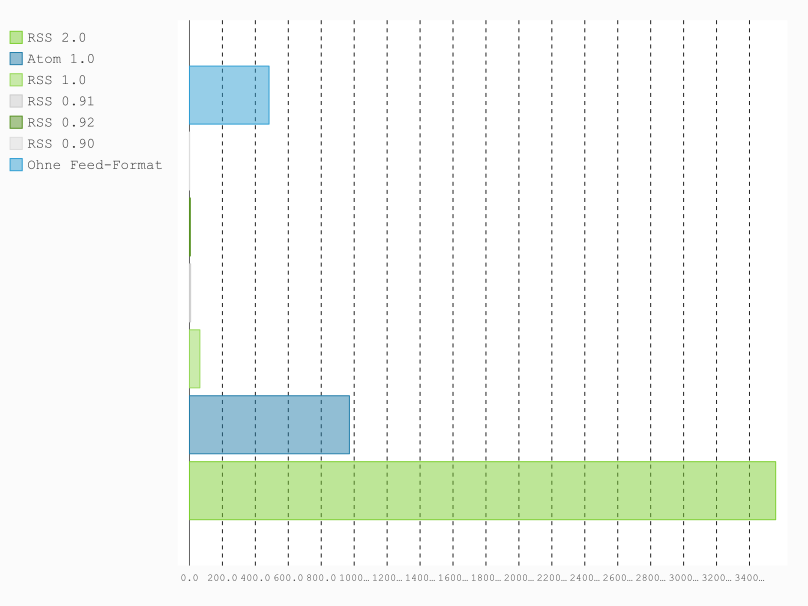 RSS 2.0
Atom 1.0
RSS 1.0
RSS 0.91
RSS 0.92
RSS 0.90
Ohne Feed-Format
0.0 200.0 400.0 600.0 800.0 1000… 1200… 1400… 1600… 1800… 2000… 2200… 2400… 2600… 2800… 3000… 3200… 3400…